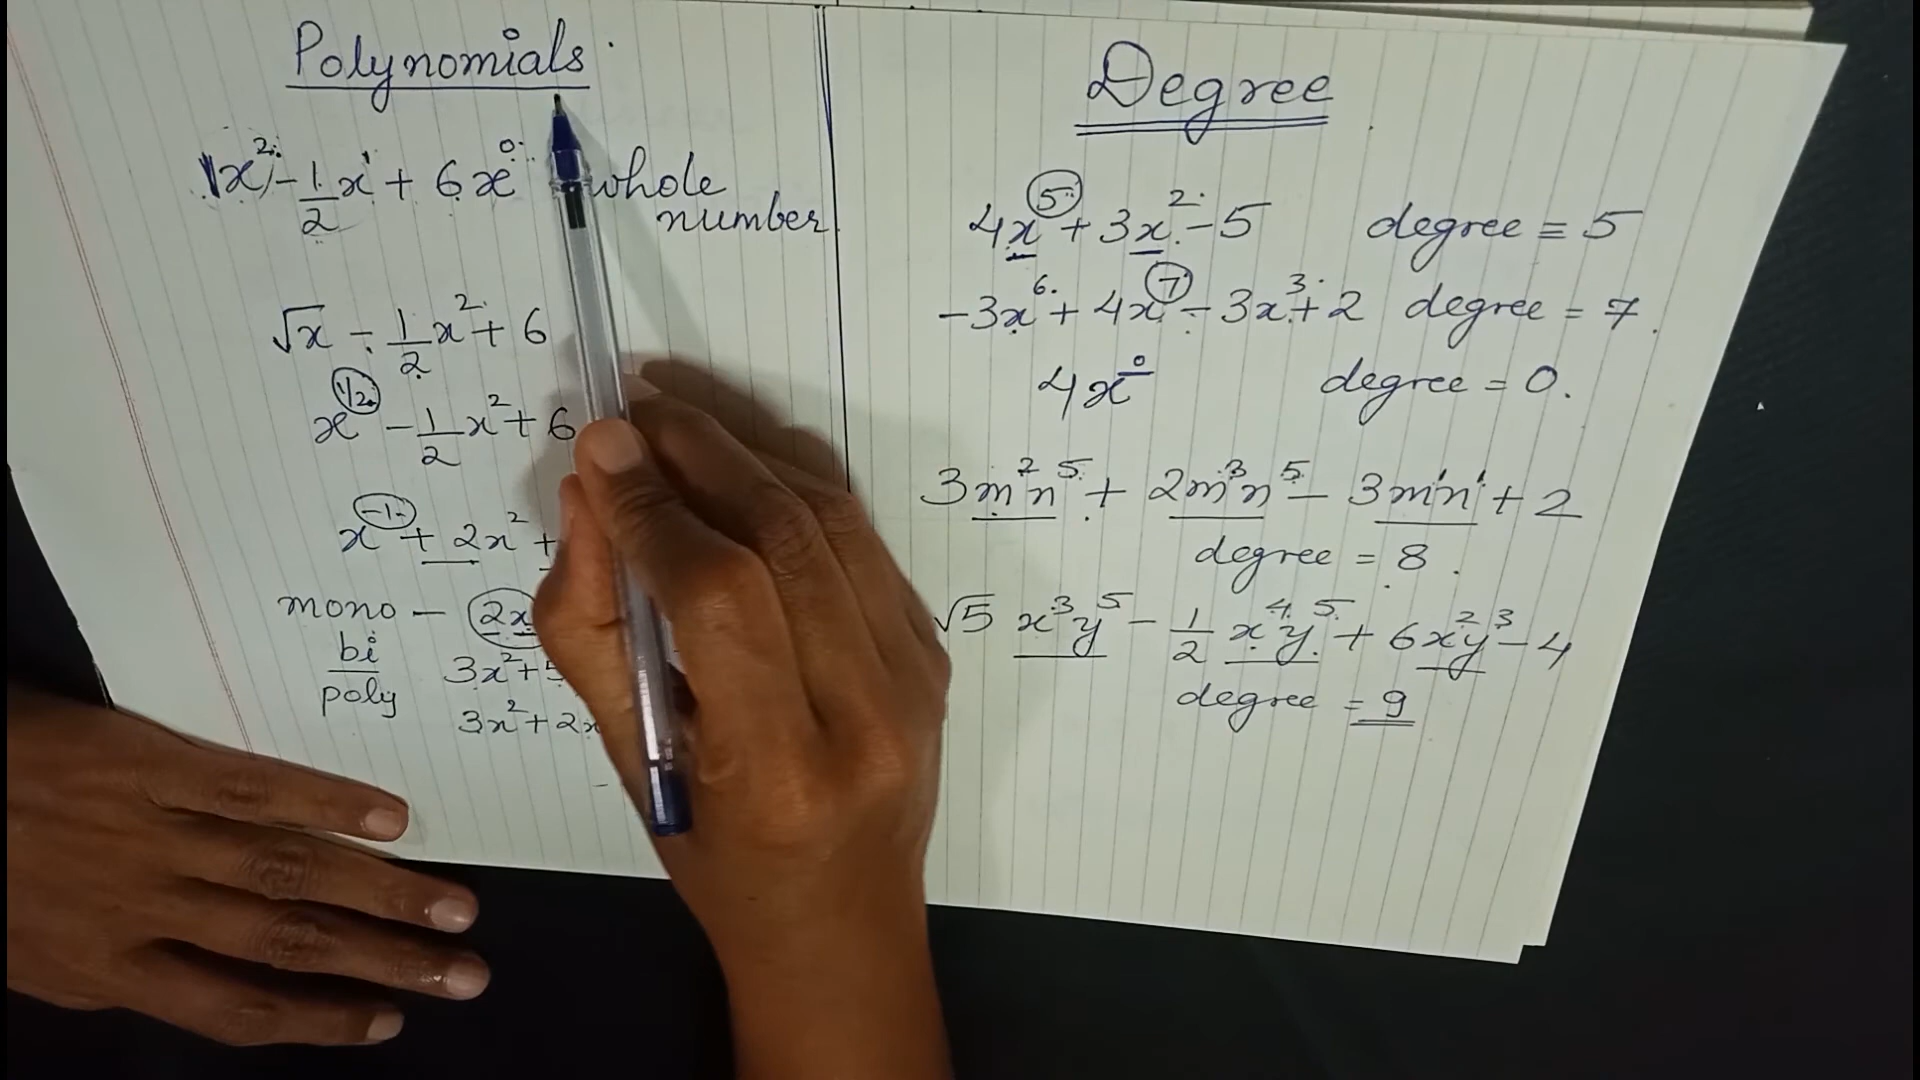 Polynomials
1x² - 1/2 x¹ + 6x⁰ whole number
√x - 1/2 x² + 6
x^(1/2) - 1/2 x² + 6
x⁻¹ + 2x² +
mono - 2x
bi 3x² + 5
poly 3x² + 2x
Degree
4x⁵ + 3x² - 5 degree = 5
-3x⁶ + 4x⁷ - 3x³ + 2 degree = 7.
4x⁰ degree = 0.
3m²n⁵ + 2m³n⁵ - 3m¹n¹ + 2
degree = 8.
√5 x³y⁵ - 1/2 x⁴y⁵ + 6x²y³ - 4
degree = 9